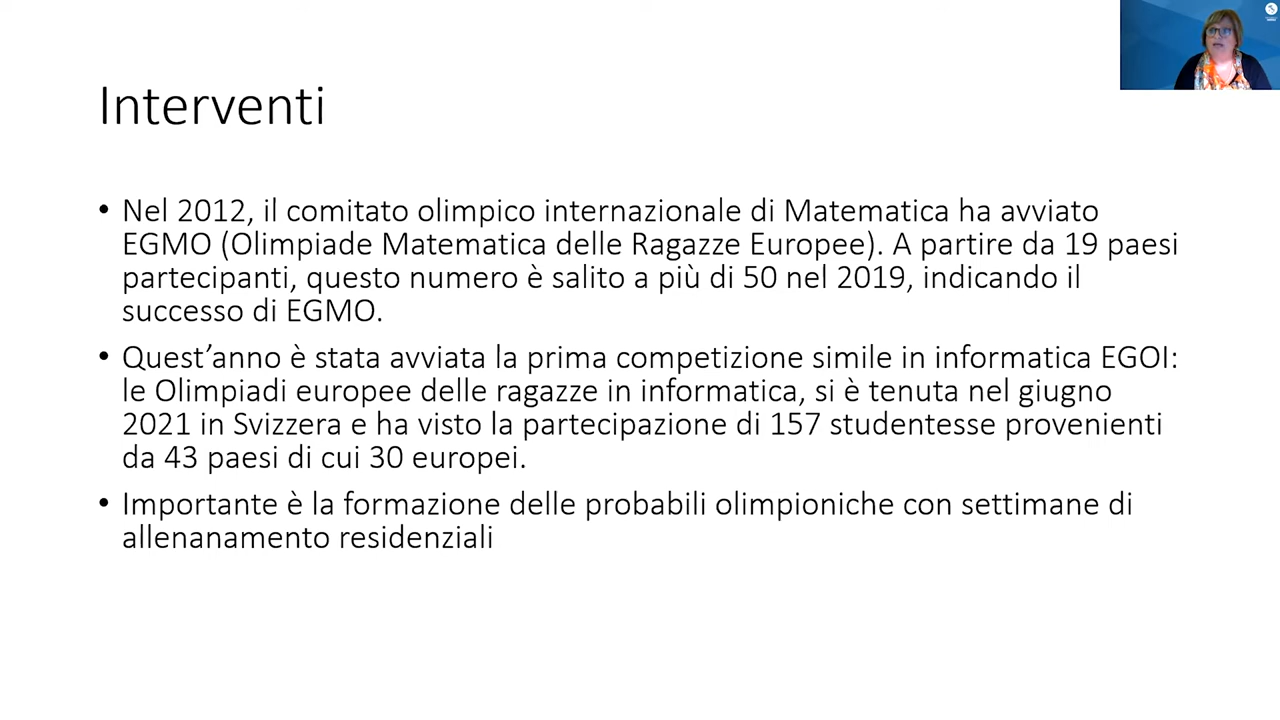 Interventi
• Nel 2012, il comitato olimpico internazionale di Matematica ha avviato
EGMO (Olimpiade Matematica delle Ragazze Europee). A partire da 19 paesi
partecipanti, questo numero è salito a più di 50 nel 2019, indicando il
successo di EGMO.
• Quest’anno è stata avviata la prima competizione simile in informatica EGOI:
le Olimpiadi europee delle ragazze in informatica, si è tenuta nel giugno
2021 in Svizzera e ha visto la partecipazione di 157 studentesse provenienti
da 43 paesi di cui 30 europei.
• Importante è la formazione delle probabili olimpioniche con settimane di
allenanamento residenziali